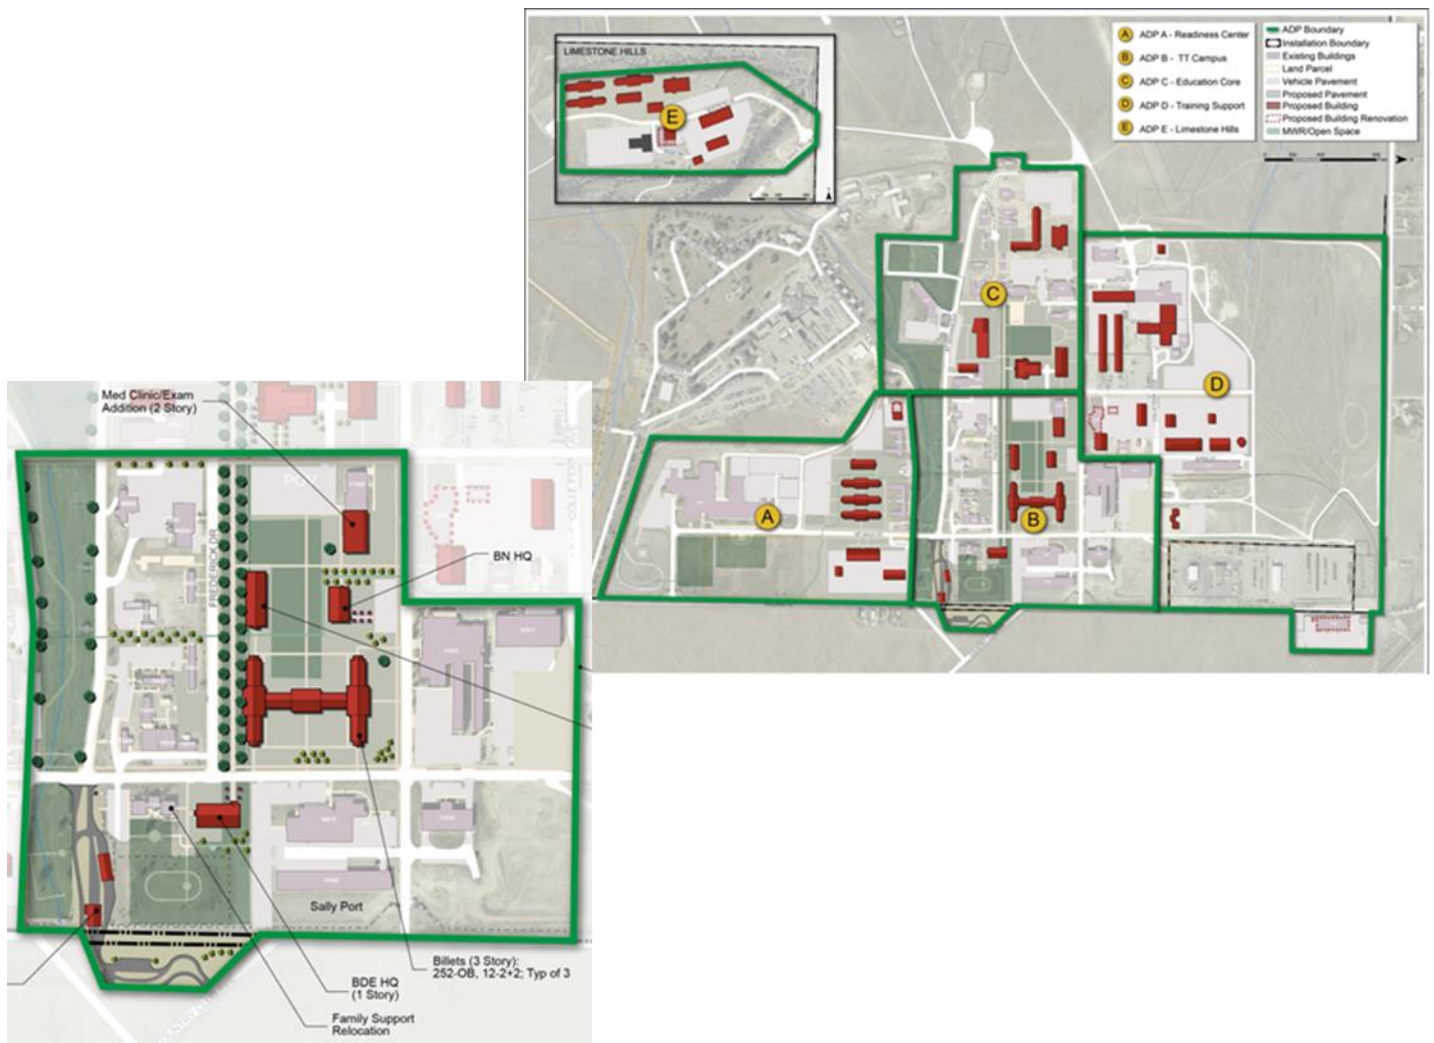 LIMESTONE HILLS
E
A ADP A - Readiness Center
B ADP B - TT Campus
C ADP C - Education Core
D ADP D - Training Support
E ADP E - Limestone Hills
ADP Boundary
Installation Boundary
Existing Buildings
Land Parcel
Vehicle Pavement
Proposed Pavement
Proposed Building
Proposed Building Renovation
MWR/Open Space
C
D
A
B
Med Clinic/Exam
Addition (2 Story)
POV
FREDERICK DR
BN HQ
Sally Port
Billets (3 Story):
252-OB, 12-2+2; Typ of 3
BDE HQ
(1 Story)
Family Support
Relocation